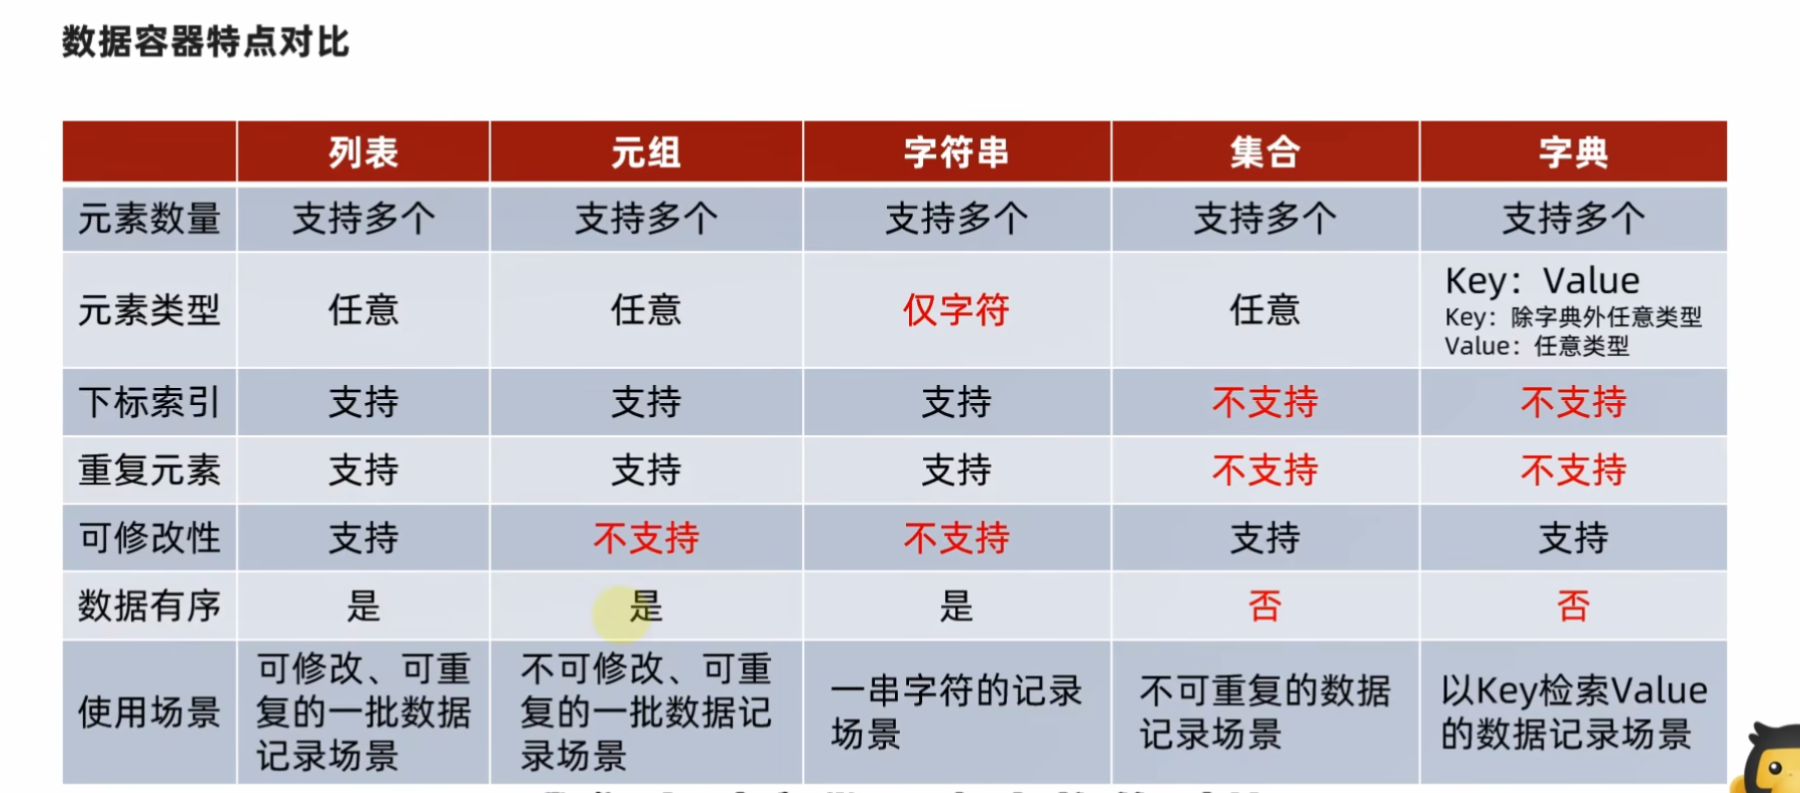 数据容器特点对比
列表 元组 字符串 集合 字典
元素数量 支持多个 支持多个 支持多个 支持多个 支持多个
元素类型 任意 任意 仅字符 任意 Key：Value
Key：除字典外任意类型
Value：任意类型
下标索引 支持 支持 支持 不支持 不支持
重复元素 支持 支持 支持 不支持 不支持
可修改性 支持 不支持 不支持 支持 支持
数据有序 是 是 是 否 否
使用场景
可修改、可重
复的一批数据
记录场景
不可修改、可重
复的一批数据记
录场景
一串字符的记录
场景
不可重复的数据
记录场景
以Key检索Value
的数据记录场景